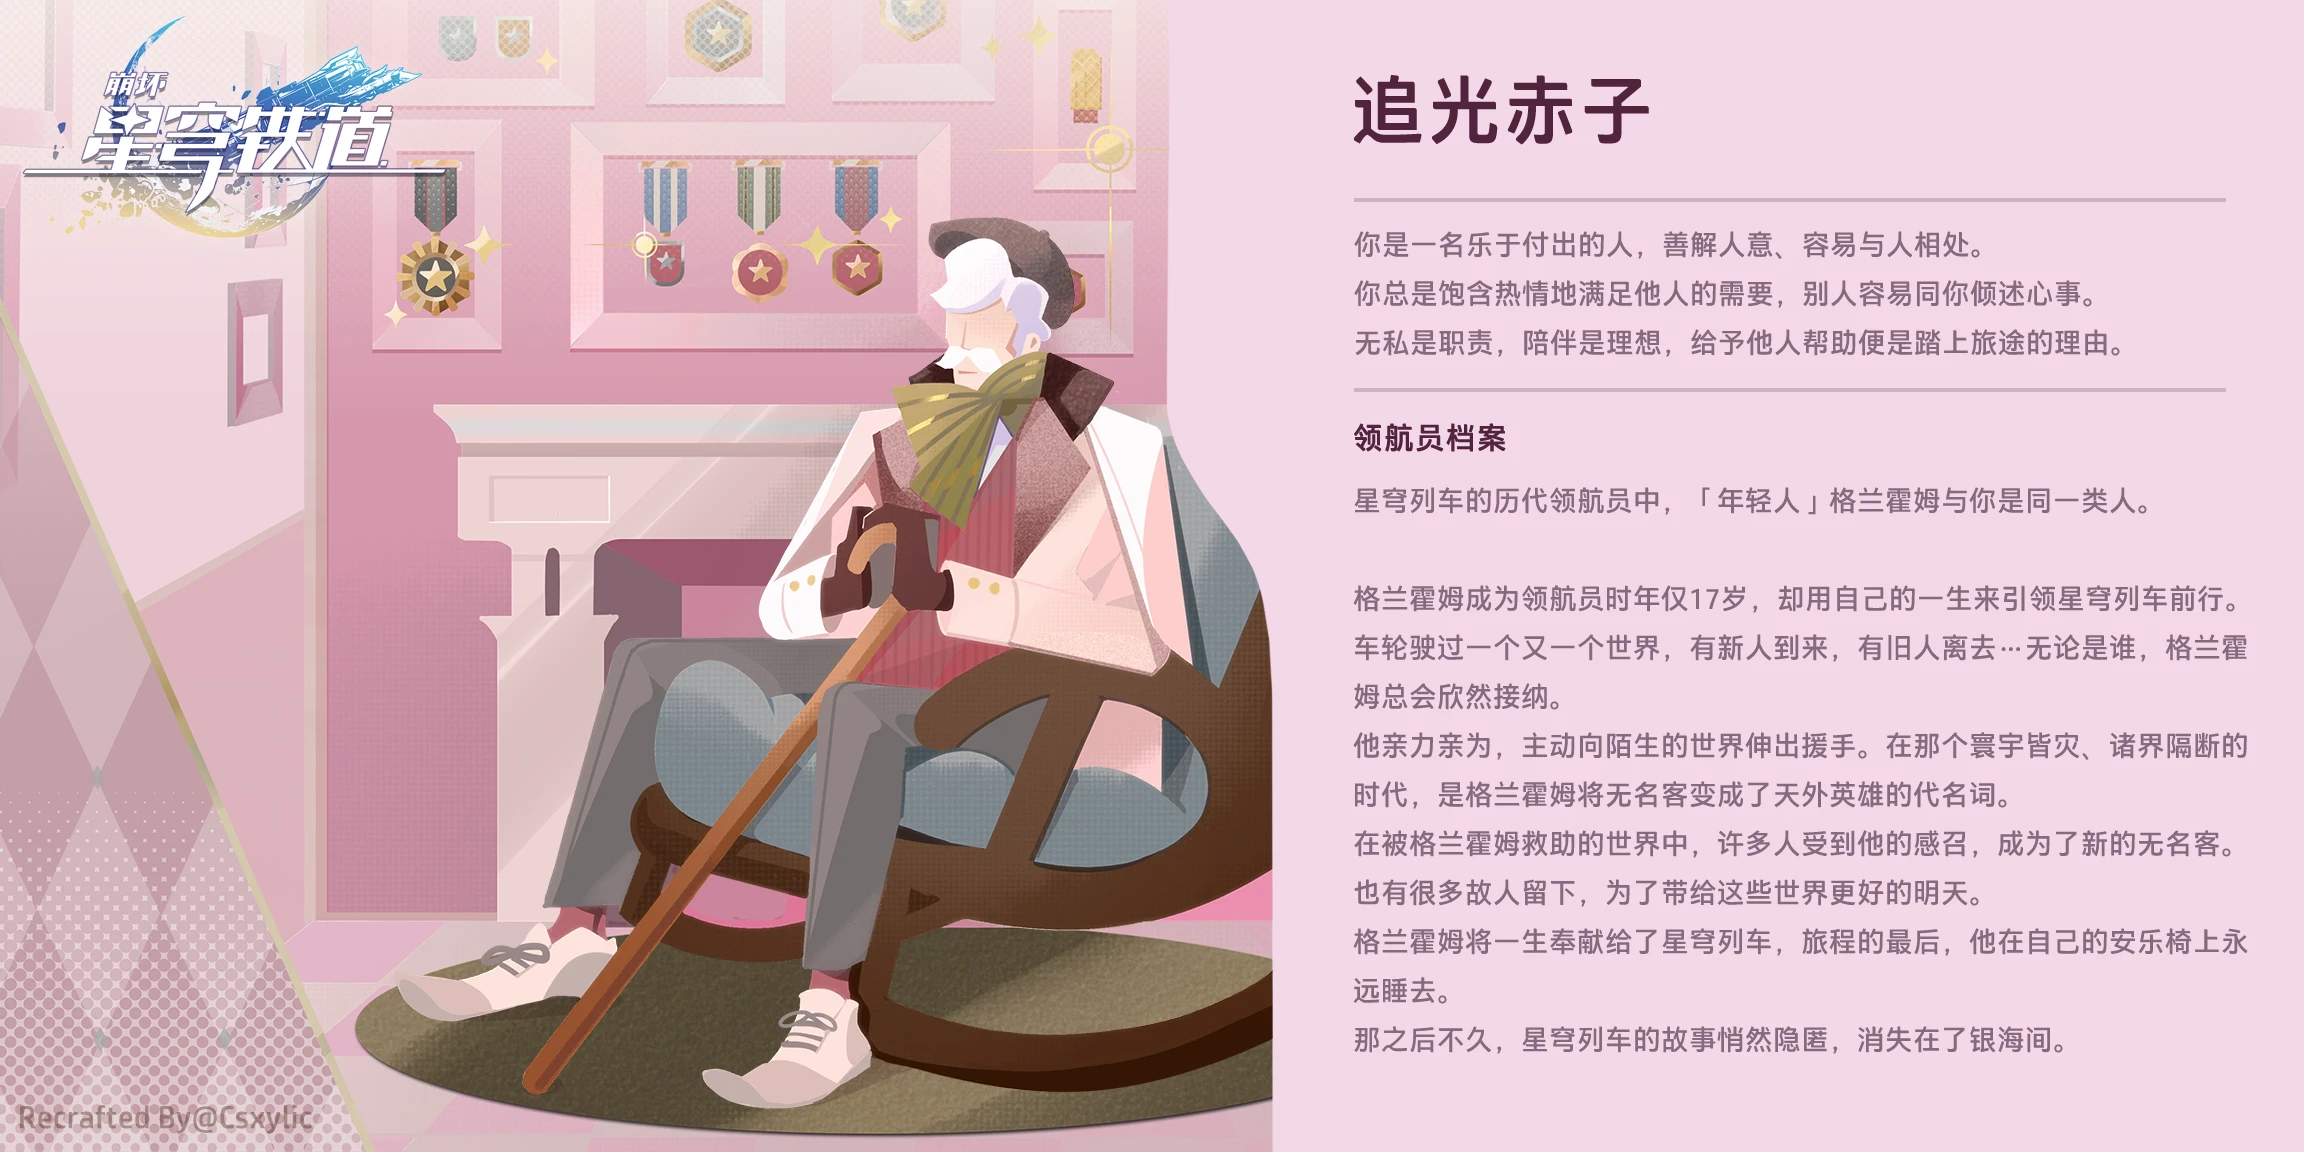 崩坏
星穹铁道
追光赤子
你是一名乐于付出的人，善解人意、容易与人相处。
你总是饱含热情地满足他人的需要，别人容易同你倾述心事。
无私是职责，陪伴是理想，给予他人帮助便是踏上旅途的理由。
领航员档案
星穹列车的历代领航员中，「年轻人」格兰霍姆与你是同一类人。
格兰霍姆成为领航员时年仅17岁，却用自己的一生来引领星穹列车前行。
车轮驶过一个又一个世界，有新人到来，有旧人离去…无论是谁，格兰霍
姆总会欣然接纳。
他亲力亲为，主动向陌生的世界伸出援手。在那个寰宇皆灾、诸界隔断的
时代，是格兰霍姆将无名客变成了天外英雄的代名词。
在被格兰霍姆救助的世界中，许多人受到他的感召，成为了新的无名客。
也有很多故人留下，为了带给这些世界更好的明天。
格兰霍姆将一生奉献给了星穹列车，旅程的最后，他在自己的安乐椅上永
远睡去。
那之后不久，星穹列车的故事悄然隐匿，消失在了银海间。
Recrafted By@Csxylic